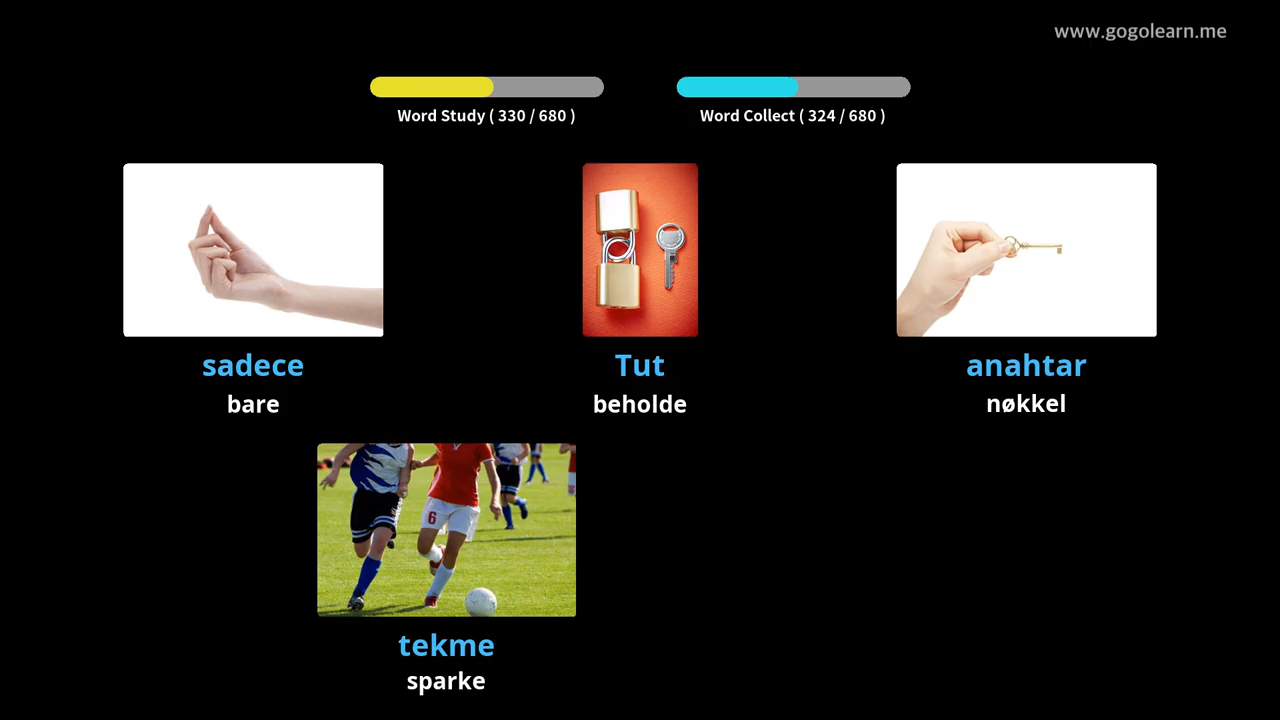 www.gogolearn.me
Word Study ( 330 / 680 )
Word Collect ( 324 / 680 )
sadece
bare
Tut
beholde
anahtar
nøkkel
6
tekme
sparke